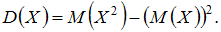 D(X) = M(X²) − (M(X))².